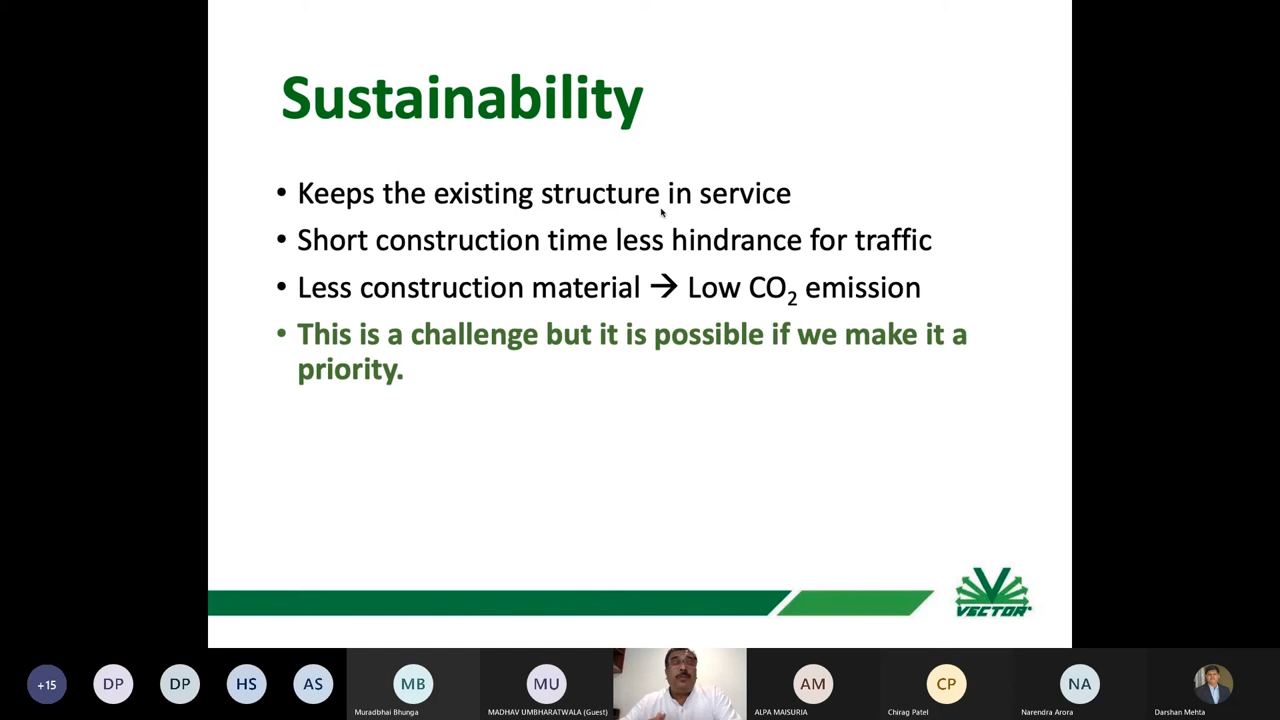 Sustainability
• Keeps the existing structure in service
• Short construction time less hindrance for traffic
• Less construction material → Low CO₂ emission
• This is a challenge but it is possible if we make it a
priority.
VECTOR®
+15
DP
DP
HS
AS
MB
Muradbhai Bhunga
MU
MADHAV UMBHARATWALA (Guest)
AM
ALPA MAISURIA
CP
Chirag Patel
NA
Narendra Arora
Darshan Mehta